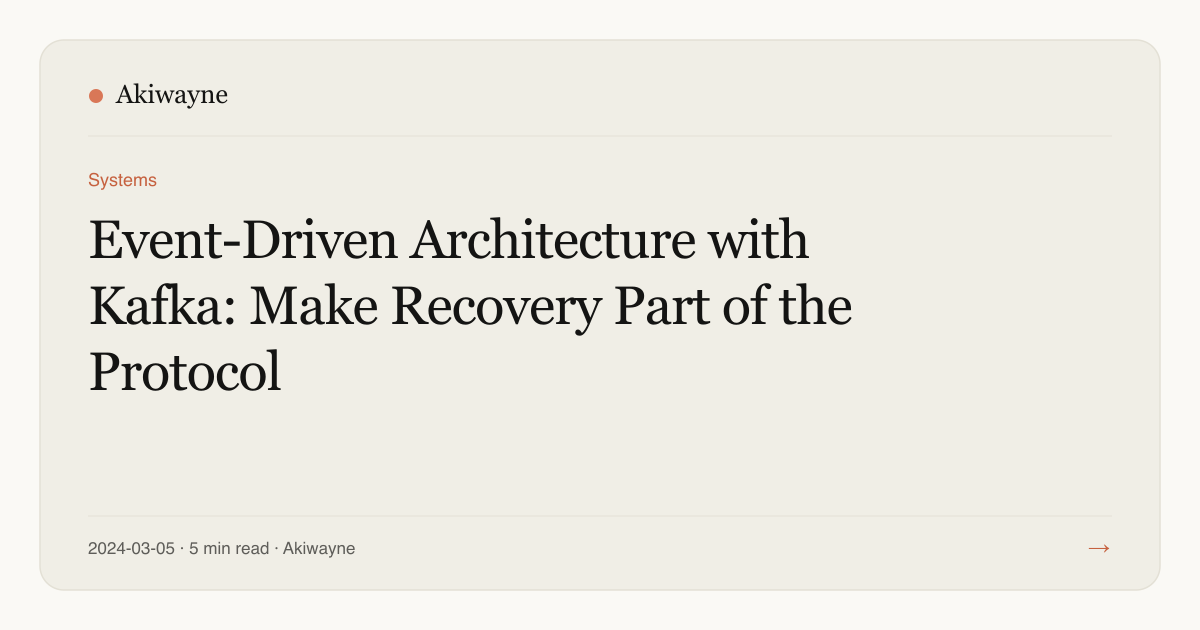 Akiwayne
Systems
Event-Driven Architecture with
Kafka: Make Recovery Part of the
Protocol
2024-03-05 · 5 min read · Akiwayne
→